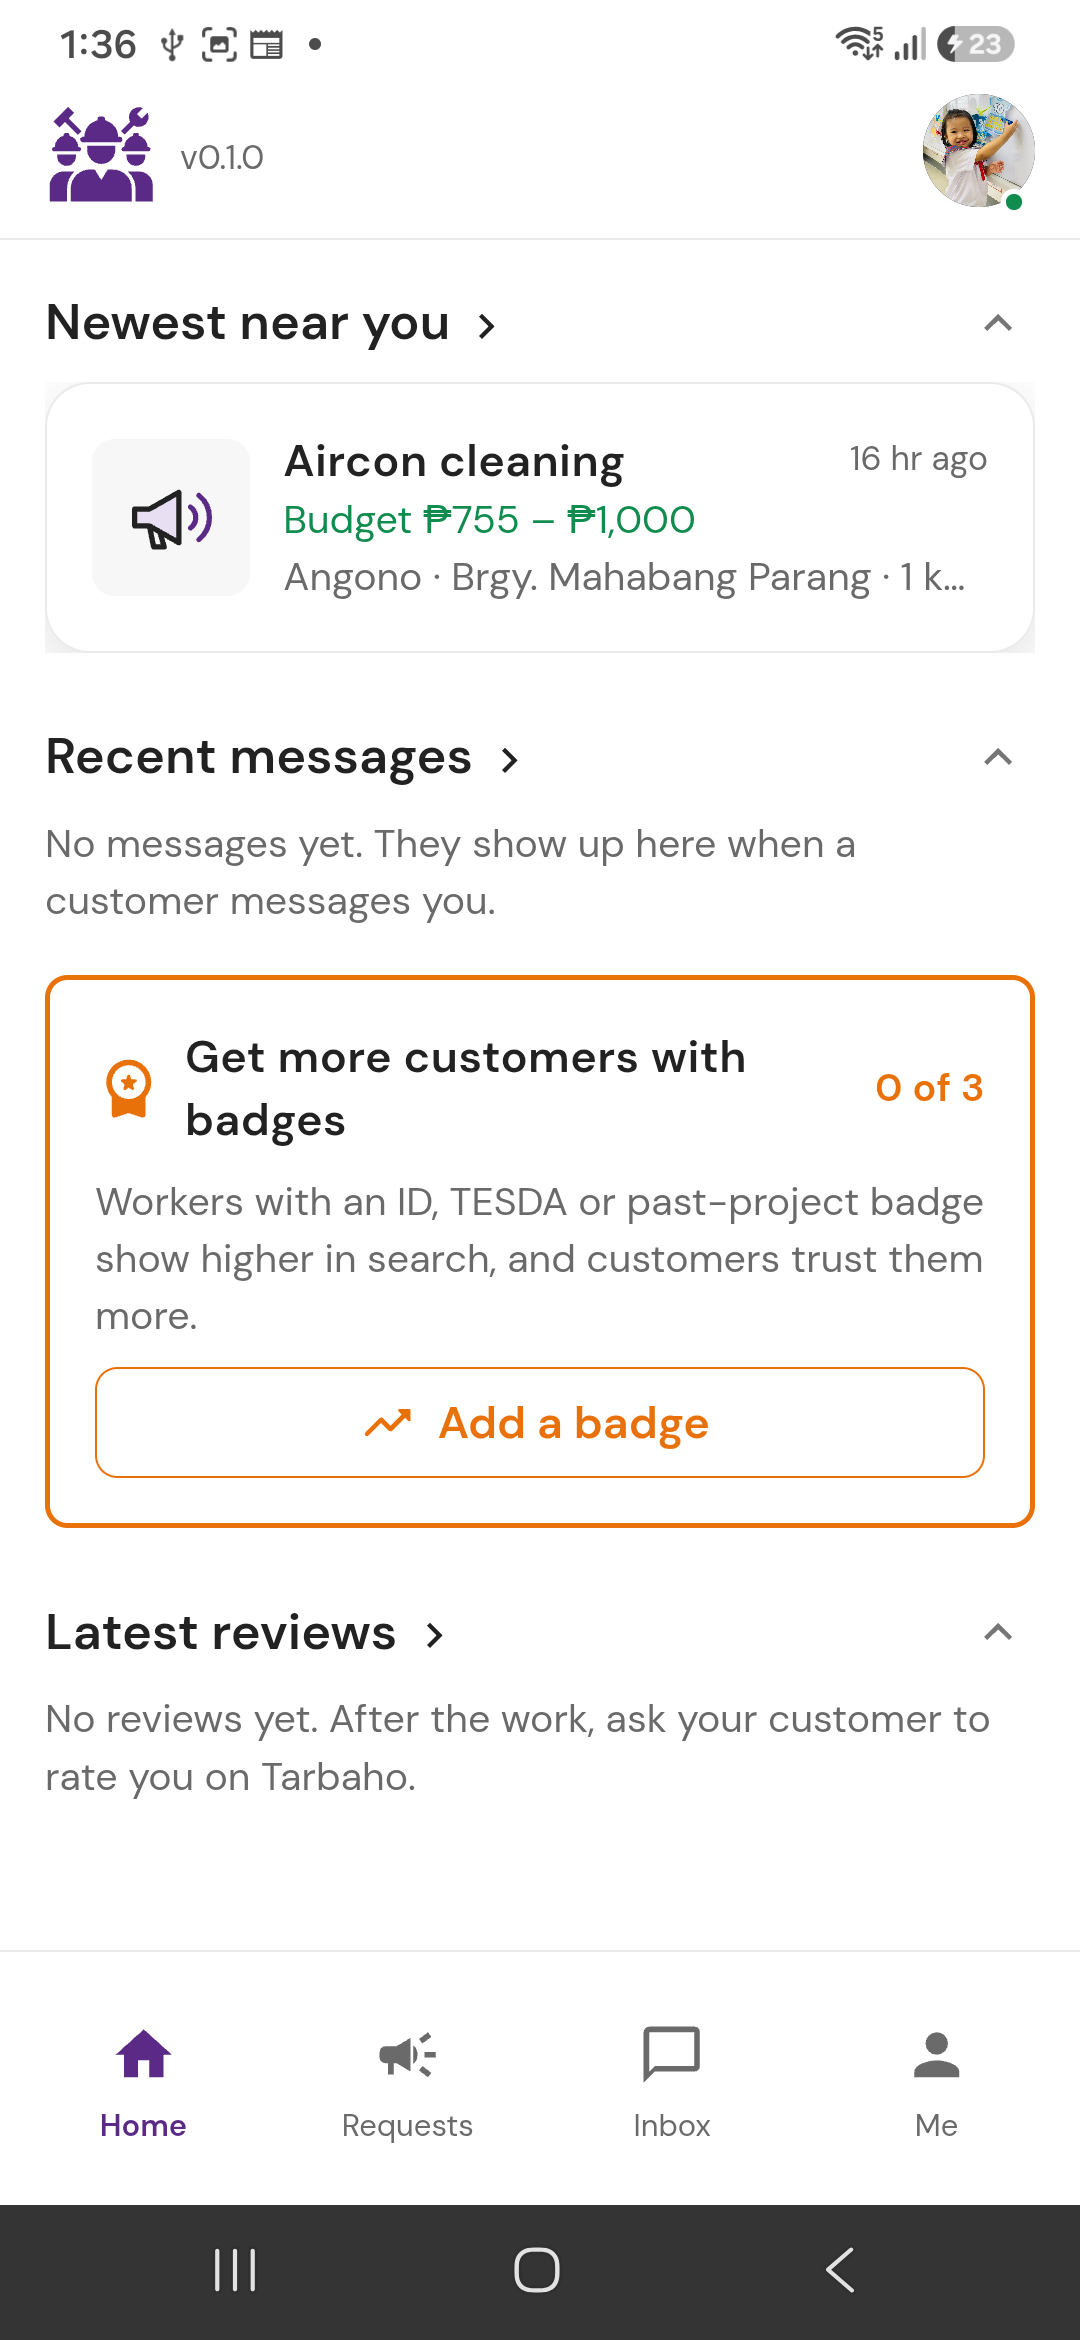 1:36
23
v0.1.0
Newest near you
Aircon cleaning
16 hr ago
Budget ₱755 – ₱1,000
Angono · Brgy. Mahabang Parang · 1 k...
Recent messages
No messages yet. They show up here when a
customer messages you.
Get more customers with
badges
0 of 3
Workers with an ID, TESDA or past-project badge
show higher in search, and customers trust them
more.
Add a badge
Latest reviews
No reviews yet. After the work, ask your customer to
rate you on Tarbaho.
Home
Requests
Inbox
Me